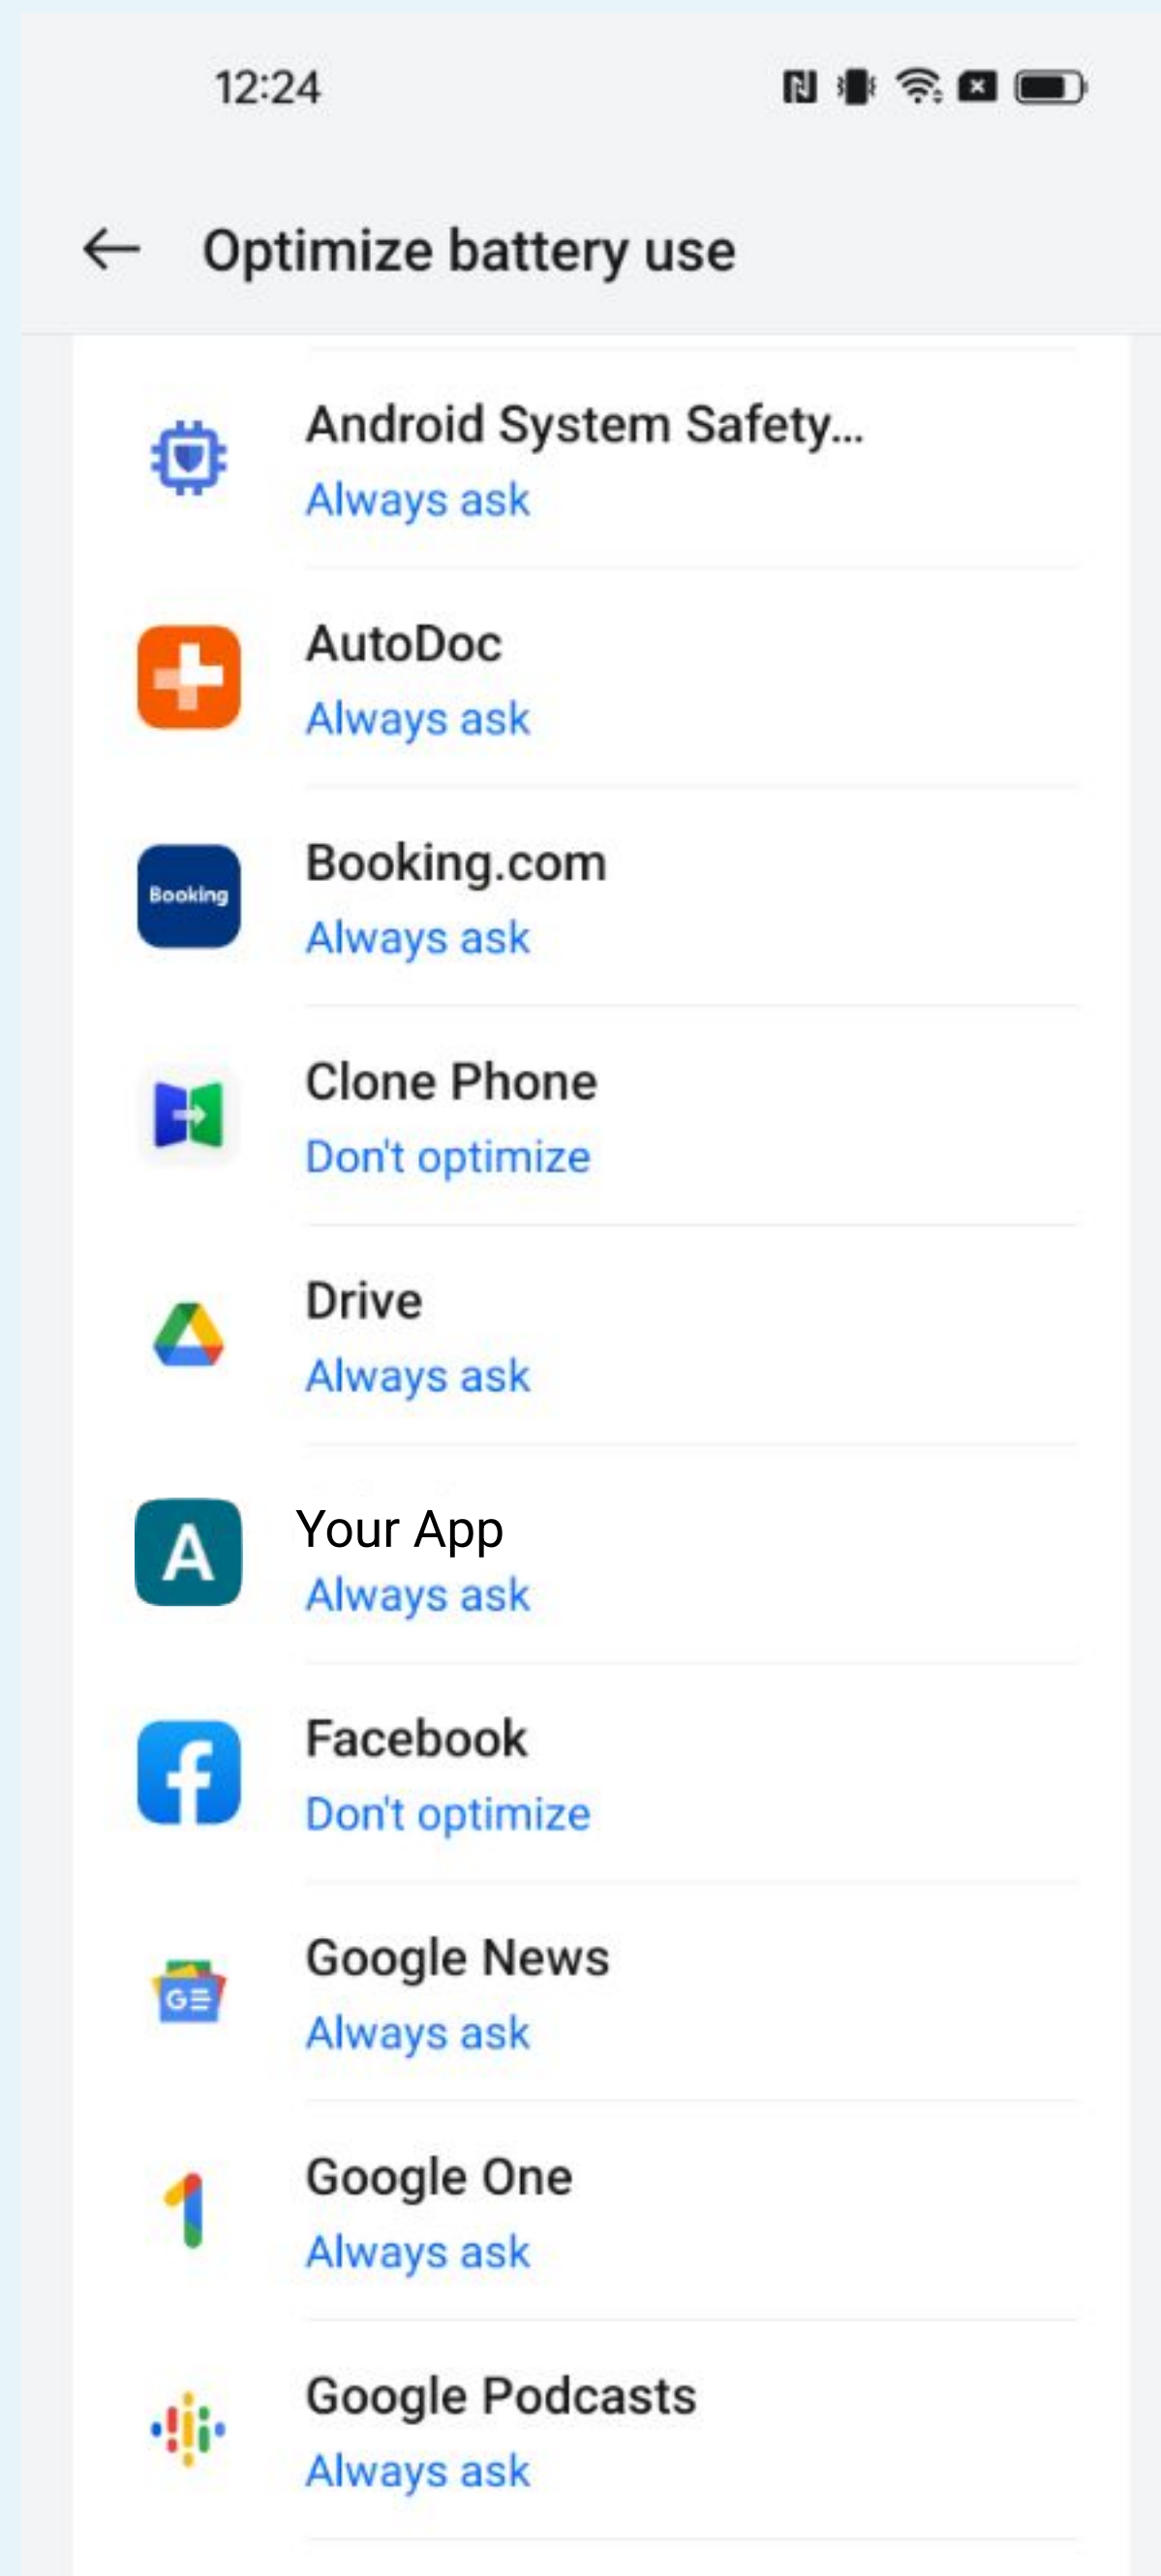 12:24
Optimize battery use
Android System Safety...
Always ask
AutoDoc
Always ask
Booking
Booking.com
Always ask
Clone Phone
Don't optimize
Drive
Always ask
A
Your App
Always ask
f
Facebook
Don't optimize
GE
Google News
Always ask
1
Google One
Always ask
Google Podcasts
Always ask